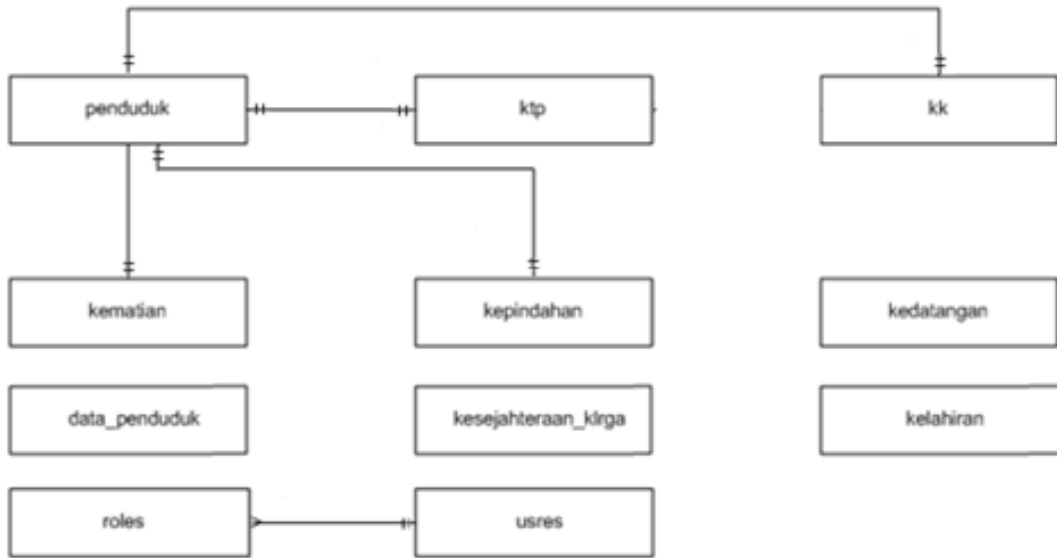 penduduk
ktp
kk
kematian
kepindahan
kedatangan
data_penduduk
kesejahteraan_klrga
kelahiran
roles
usres